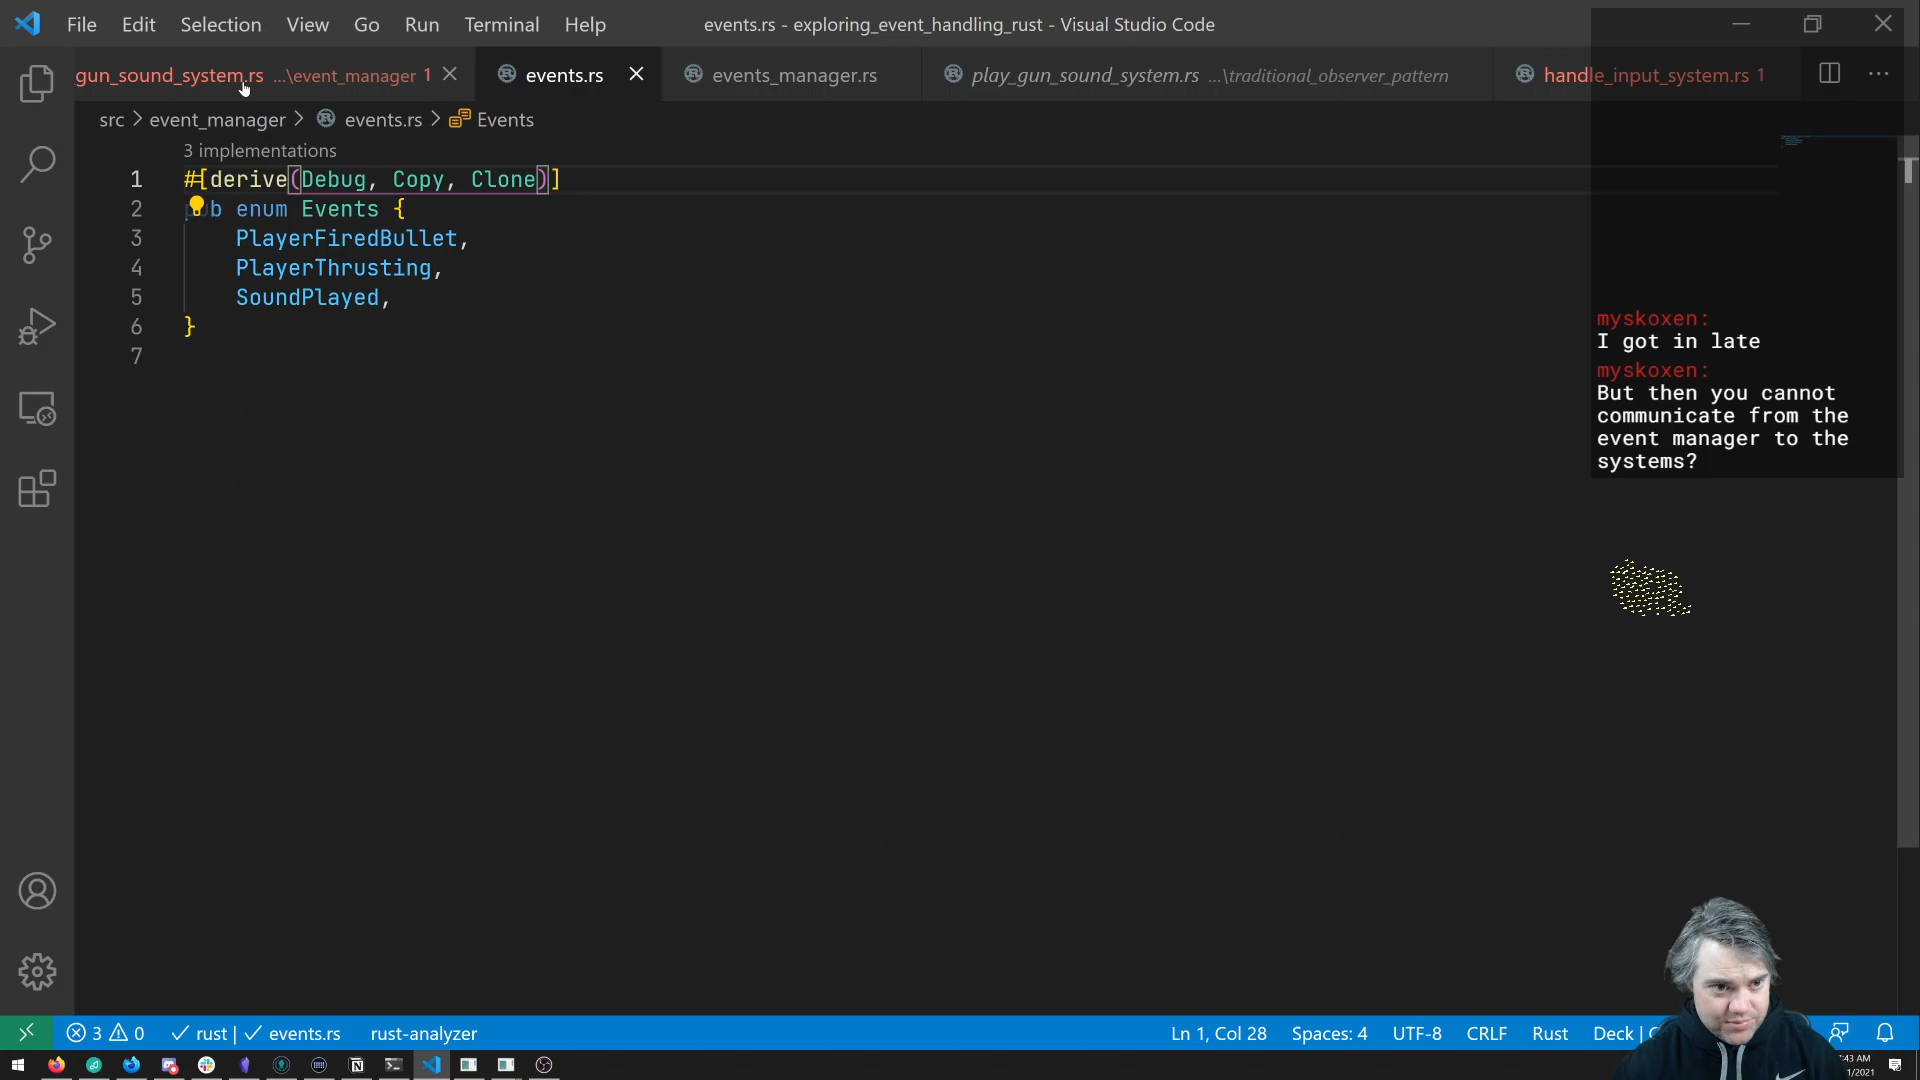 File Edit Selection View Go Run Terminal Help events.rs - exploring_event_handling_rust - Visual Studio Code
gun_sound_system.rs ...\event_manager 1 events.rs events_manager.rs play_gun_sound_system.rs ...\traditional_observer_pattern handle_input_system.rs 1
src > event_manager > events.rs > Events
3 implementations
1 #[derive(Debug, Copy, Clone)]
2 pub enum Events {
3 PlayerFiredBullet,
4 PlayerThrusting,
5 SoundPlayed,
6 }
7
myskoxen:
I got in late
myskoxen:
But then you cannot
communicate from the
event manager to the
systems?
3 0 rust | events.rs rust-analyzer Ln 1, Col 28 Spaces: 4 UTF-8 CRLF Rust Deck |
:43 AM